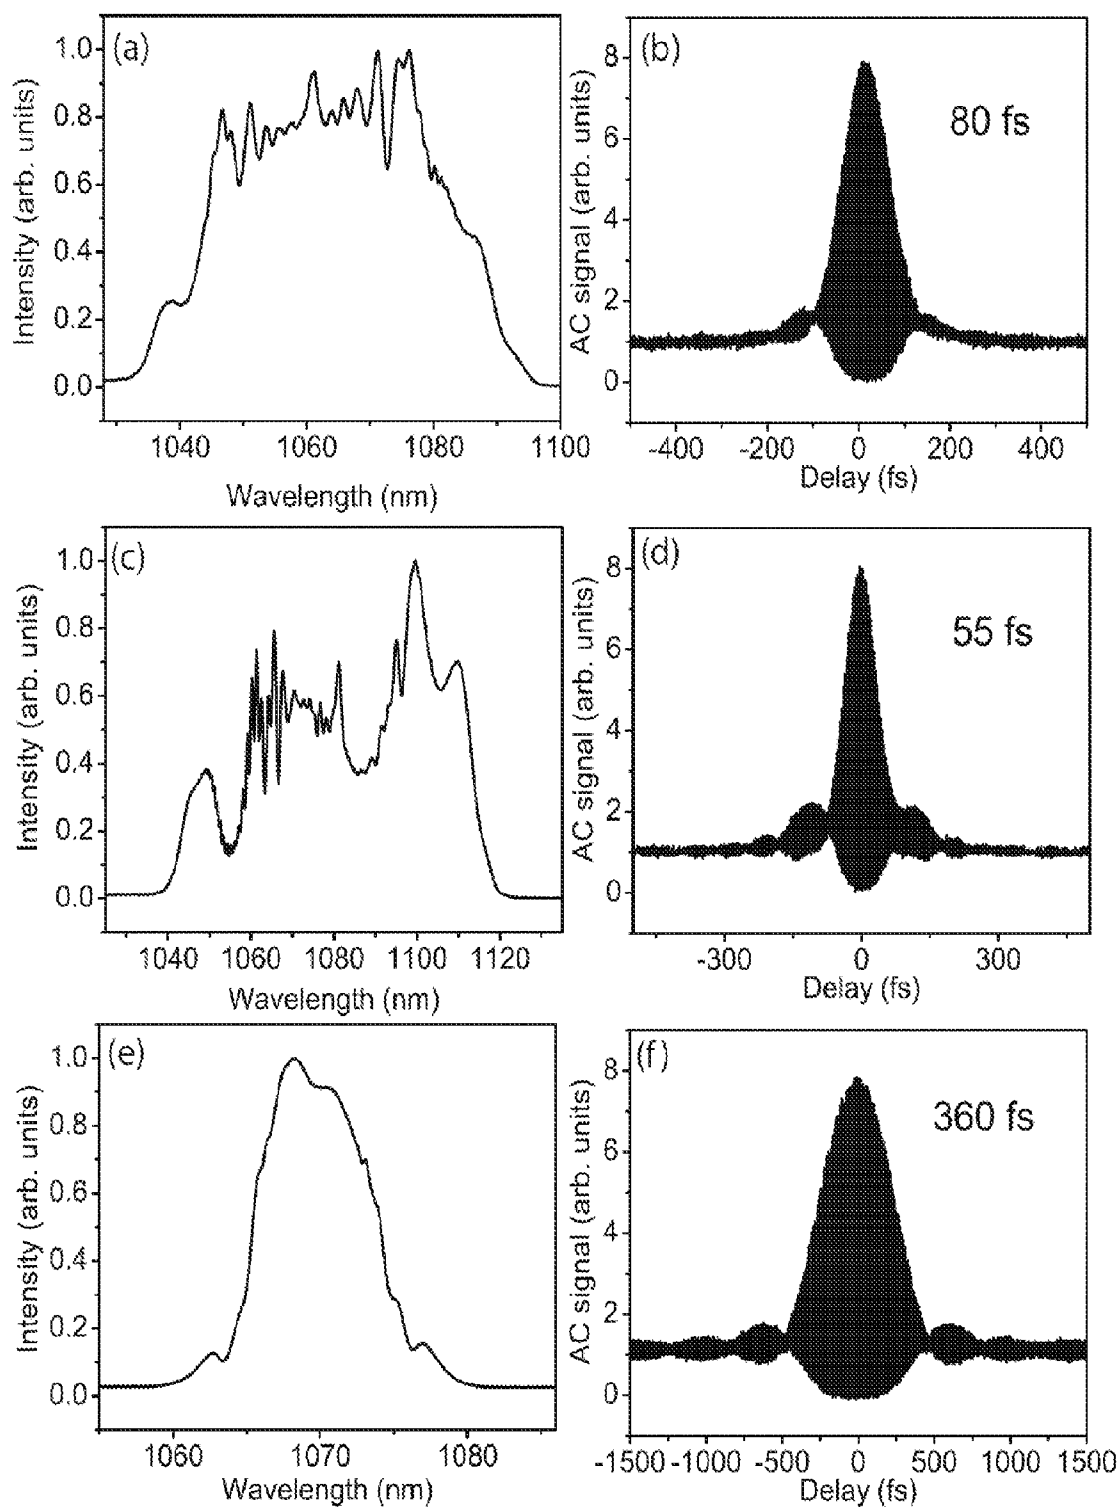 (a)
1.0
0.8
0.6
0.4
0.2
0.0
Intensity (arb. units)
1040 1060 1080 1100
Wavelength (nm)
(b)
80 fs
8
6
4
2
0
AC signal (arb. units)
-400 -200 0 200 400
Delay (fs)
(c)
1.0
0.8
0.6
0.4
0.2
0.0
Intensity (arb. units)
1040 1060 1080 1100 1120
Wavelength (nm)
(d)
55 fs
8
6
4
2
0
AC signal (arb. units)
-300 0 300
Delay (fs)
(e)
1.0
0.8
0.6
0.4
0.2
0.0
Intensity (arb. units)
1060 1070 1080
Wavelength (nm)
(f)
360 fs
8
6
4
2
0
AC signal (arb. units)
-1500 -1000 -500 0 500 1000 1500
Delay (fs)